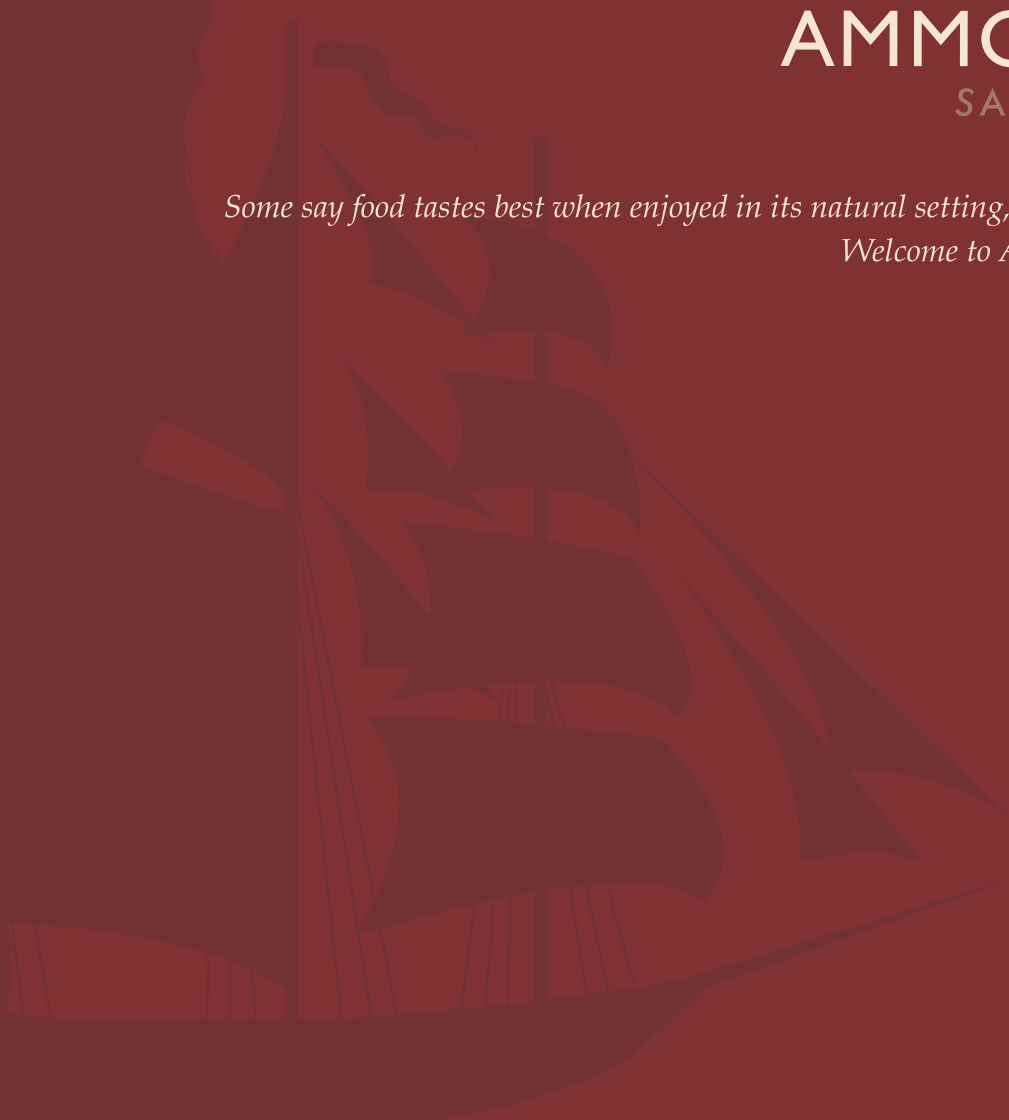 AMMO
SA
Some say food tastes best when enjoyed in its natural setting,
Welcome to A